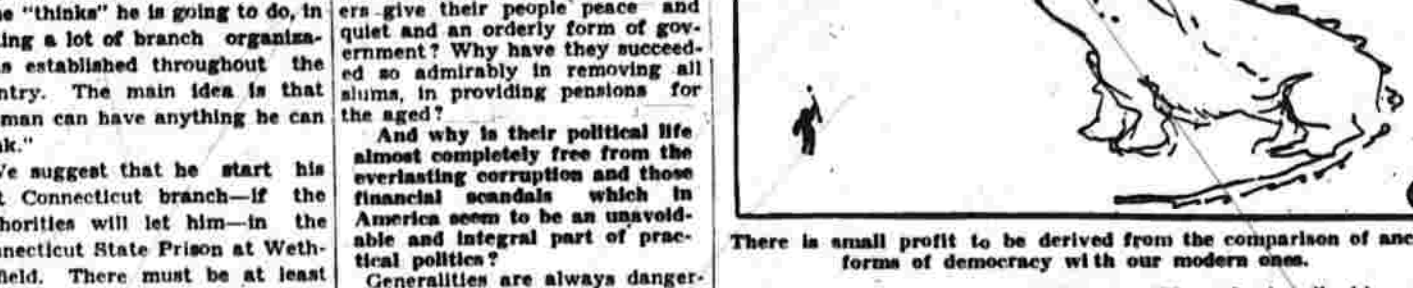 e "thinks" he is going to do, in
ing a lot of branch organiza-
s established throughout the
ntry. The main idea is that
man can have anything he can
k."
e suggest that he start his
t Connecticut branch—if the
horities will let him—in the
nnecticut State Prison at Weth-
field. There must be at least
ers give their people peace and
quiet and an orderly form of gov-
ernment? Why have they succeed-
ed so admirably in removing all
slums, in providing pensions for
the aged?
And why is their political life
almost completely free from the
everlasting corruption and those
financial scandals which in
America seem to be an unavoid-
able and integral part of prac-
tical politics?
Generalities are always danger-
There is small profit to be derived from the comparison of anc
forms of democracy with our modern ones.